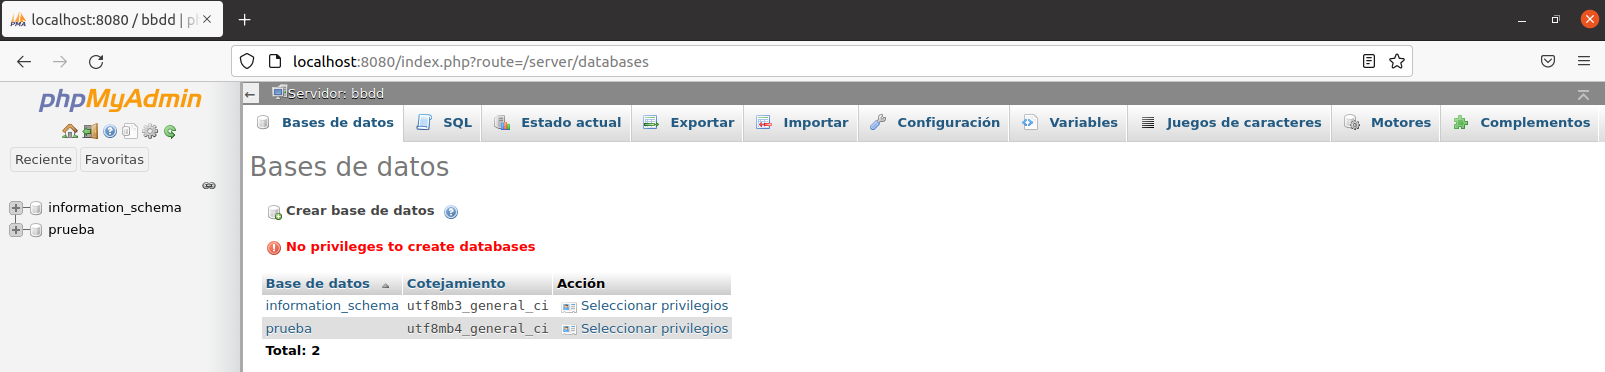 localhost:8080 / bbdd | ph
localhost:8080/index.php?route=/server/databases
phpMyAdmin
Reciente Favoritas
information_schema
prueba
Servidor: bbdd
Bases de datos SQL Estado actual Exportar Importar Configuración Variables Juegos de caracteres Motores Complementos
Bases de datos
Crear base de datos
No privileges to create databases
Base de datos Cotejamiento Acción
information_schema utf8mb3_general_ci Seleccionar privilegios
prueba utf8mb4_general_ci Seleccionar privilegios
Total: 2